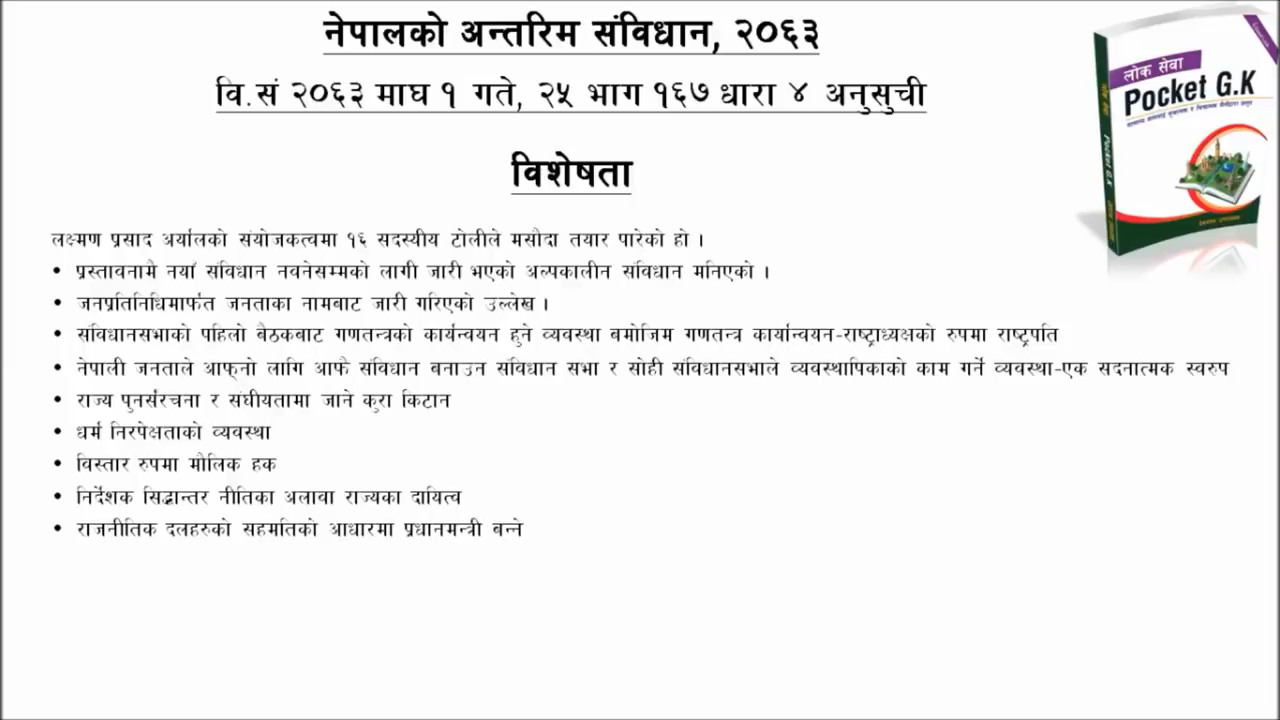 नेपालको अन्तरिम संविधान, २०६३
वि.सं २०६३ माघ १ गते, २५ भाग १६७ धारा ४ अनुसुची
विशेषता
लक्ष्मण प्रसाद अर्यालको संयोजकत्वमा १६ सदस्यीय टोलीले मसौदा तयार पारेको हो ।
• प्रस्तावनामै नयाँ संविधान नवनेसम्मको लागी जारी भएको अल्पकालीन संविधान मनिएको ।
• जनप्रतिनिधिमार्फत जनताका नामबाट जारी गरिएको उल्लेख ।
• संविधानसभाको पहिलो बैठकबाट गणतन्त्रको कार्यन्वयन हुने व्यवस्था बमोजिम गणतन्त्र कार्यान्वयन-राष्ट्राध्यक्षको रुपमा राष्ट्रपति
• नेपाली जनताले आफ्नो लागि आफै संविधान बनाउन संविधान सभा र सोही संविधानसभाले व्यवस्थापिकाको काम गर्ने व्यवस्था-एक सदनात्मक स्वरुप
• राज्य पुनर्संरचना र संघीयतामा जाने कुरा किटान
• धर्म निरपेक्षताको व्यवस्था
• विस्तार रुपमा मौलिक हक
• निर्देशक सिद्धान्तर नीतिका अलावा राज्यका दायित्व
• राजनीतिक दलहरुको सहमतिको आधारमा प्रधानमन्त्री बन्ने
लोक सेवा
Pocket G.K
Pocket G.K